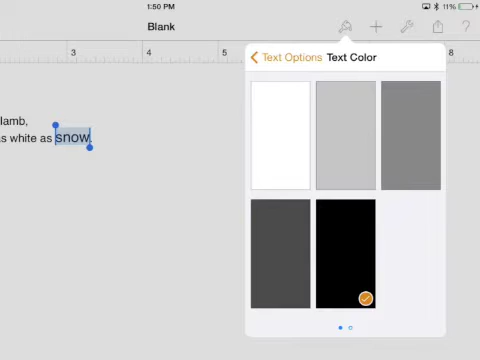 1:50 PM
11%
Blank
3 4 5 8
Text Options Text Color
lamb,
s white as snow.